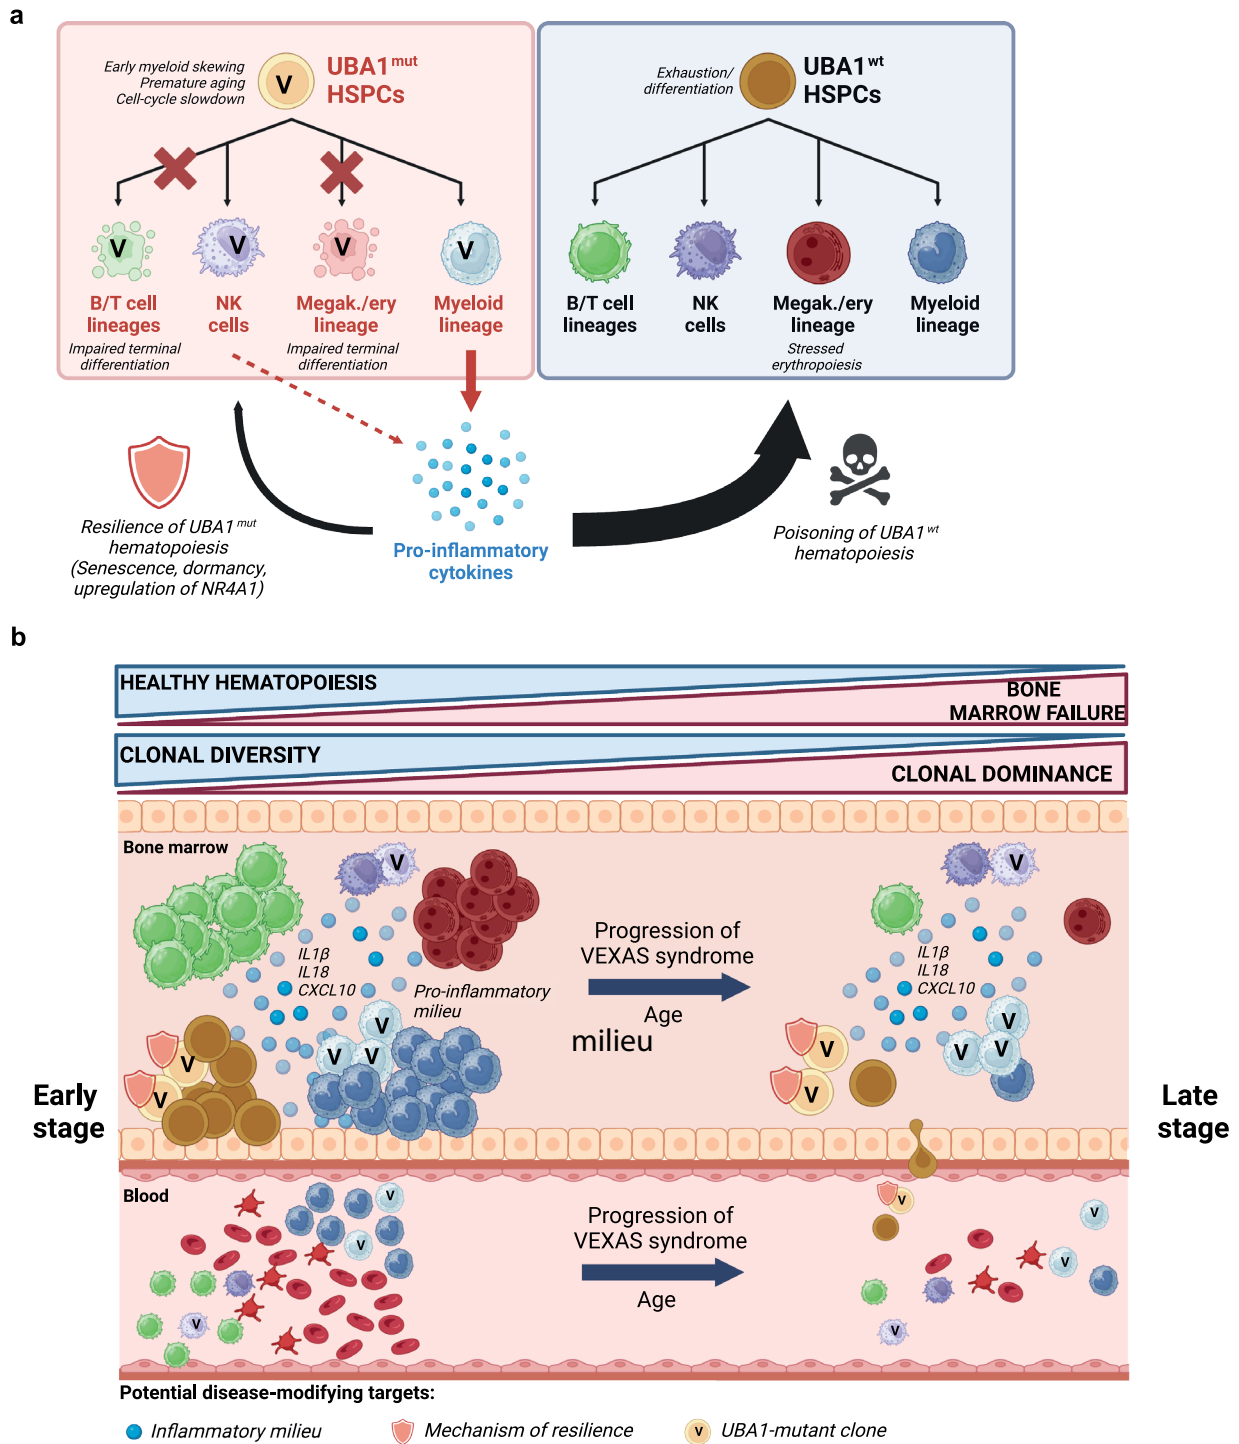 a
Early myeloid skewing
Premature aging
Cell-cycle slowdown
V
UBA1mut
HSPCs
V
V
V
V
B/T cell
lineages
Impaired terminal
differentiation
NK
cells
Megak./ery
lineage
Impaired terminal
differentiation
Myeloid
lineage
Exhaustion/
differentiation
UBA1wt
HSPCs
B/T cell
lineages
NK
cells
Megak./ery
lineage
Stressed
erythropoiesis
Myeloid
lineage
Resilience of UBA1mut
hematopoiesis
(Senescence, dormancy,
upregulation of NR4A1)
Pro-inflammatory
cytokines
Poisoning of UBA1wt
hematopoiesis
b
HEALTHY HEMATOPOIESIS
BONE
MARROW FAILURE
CLONAL DIVERSITY
CLONAL DOMINANCE
Bone marrow
V
IL1β
IL18
CXCL10
Pro-inflammatory
milieu
V
V
V
V
V
Progression of
VEXAS syndrome
Age
milieu
V
IL1β
IL18
CXCL10
V
V
V
V
V
Early
stage
Late
stage
Blood
V
V
V
Progression of
VEXAS syndrome
Age
V
V
V
V
Potential disease-modifying targets:
Inflammatory milieu
Mechanism of resilience
V
UBA1-mutant clone